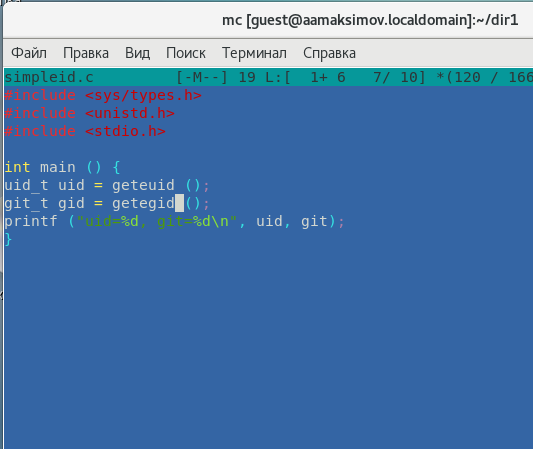 mc [guest@aamaksimov.localdomain]:~/dir1
Файл Правка Вид Поиск Терминал Справка
simpleid.c [-M--] 19 L:[ 1+ 6 7/ 10] *(120 / 166
#include <sys/types.h>
#include <unistd.h>
#include <stdio.h>
int main () {
uid_t uid = geteuid ();
git_t gid = getegid ();
printf ("uid=%d, git=%d\n", uid, git);
}